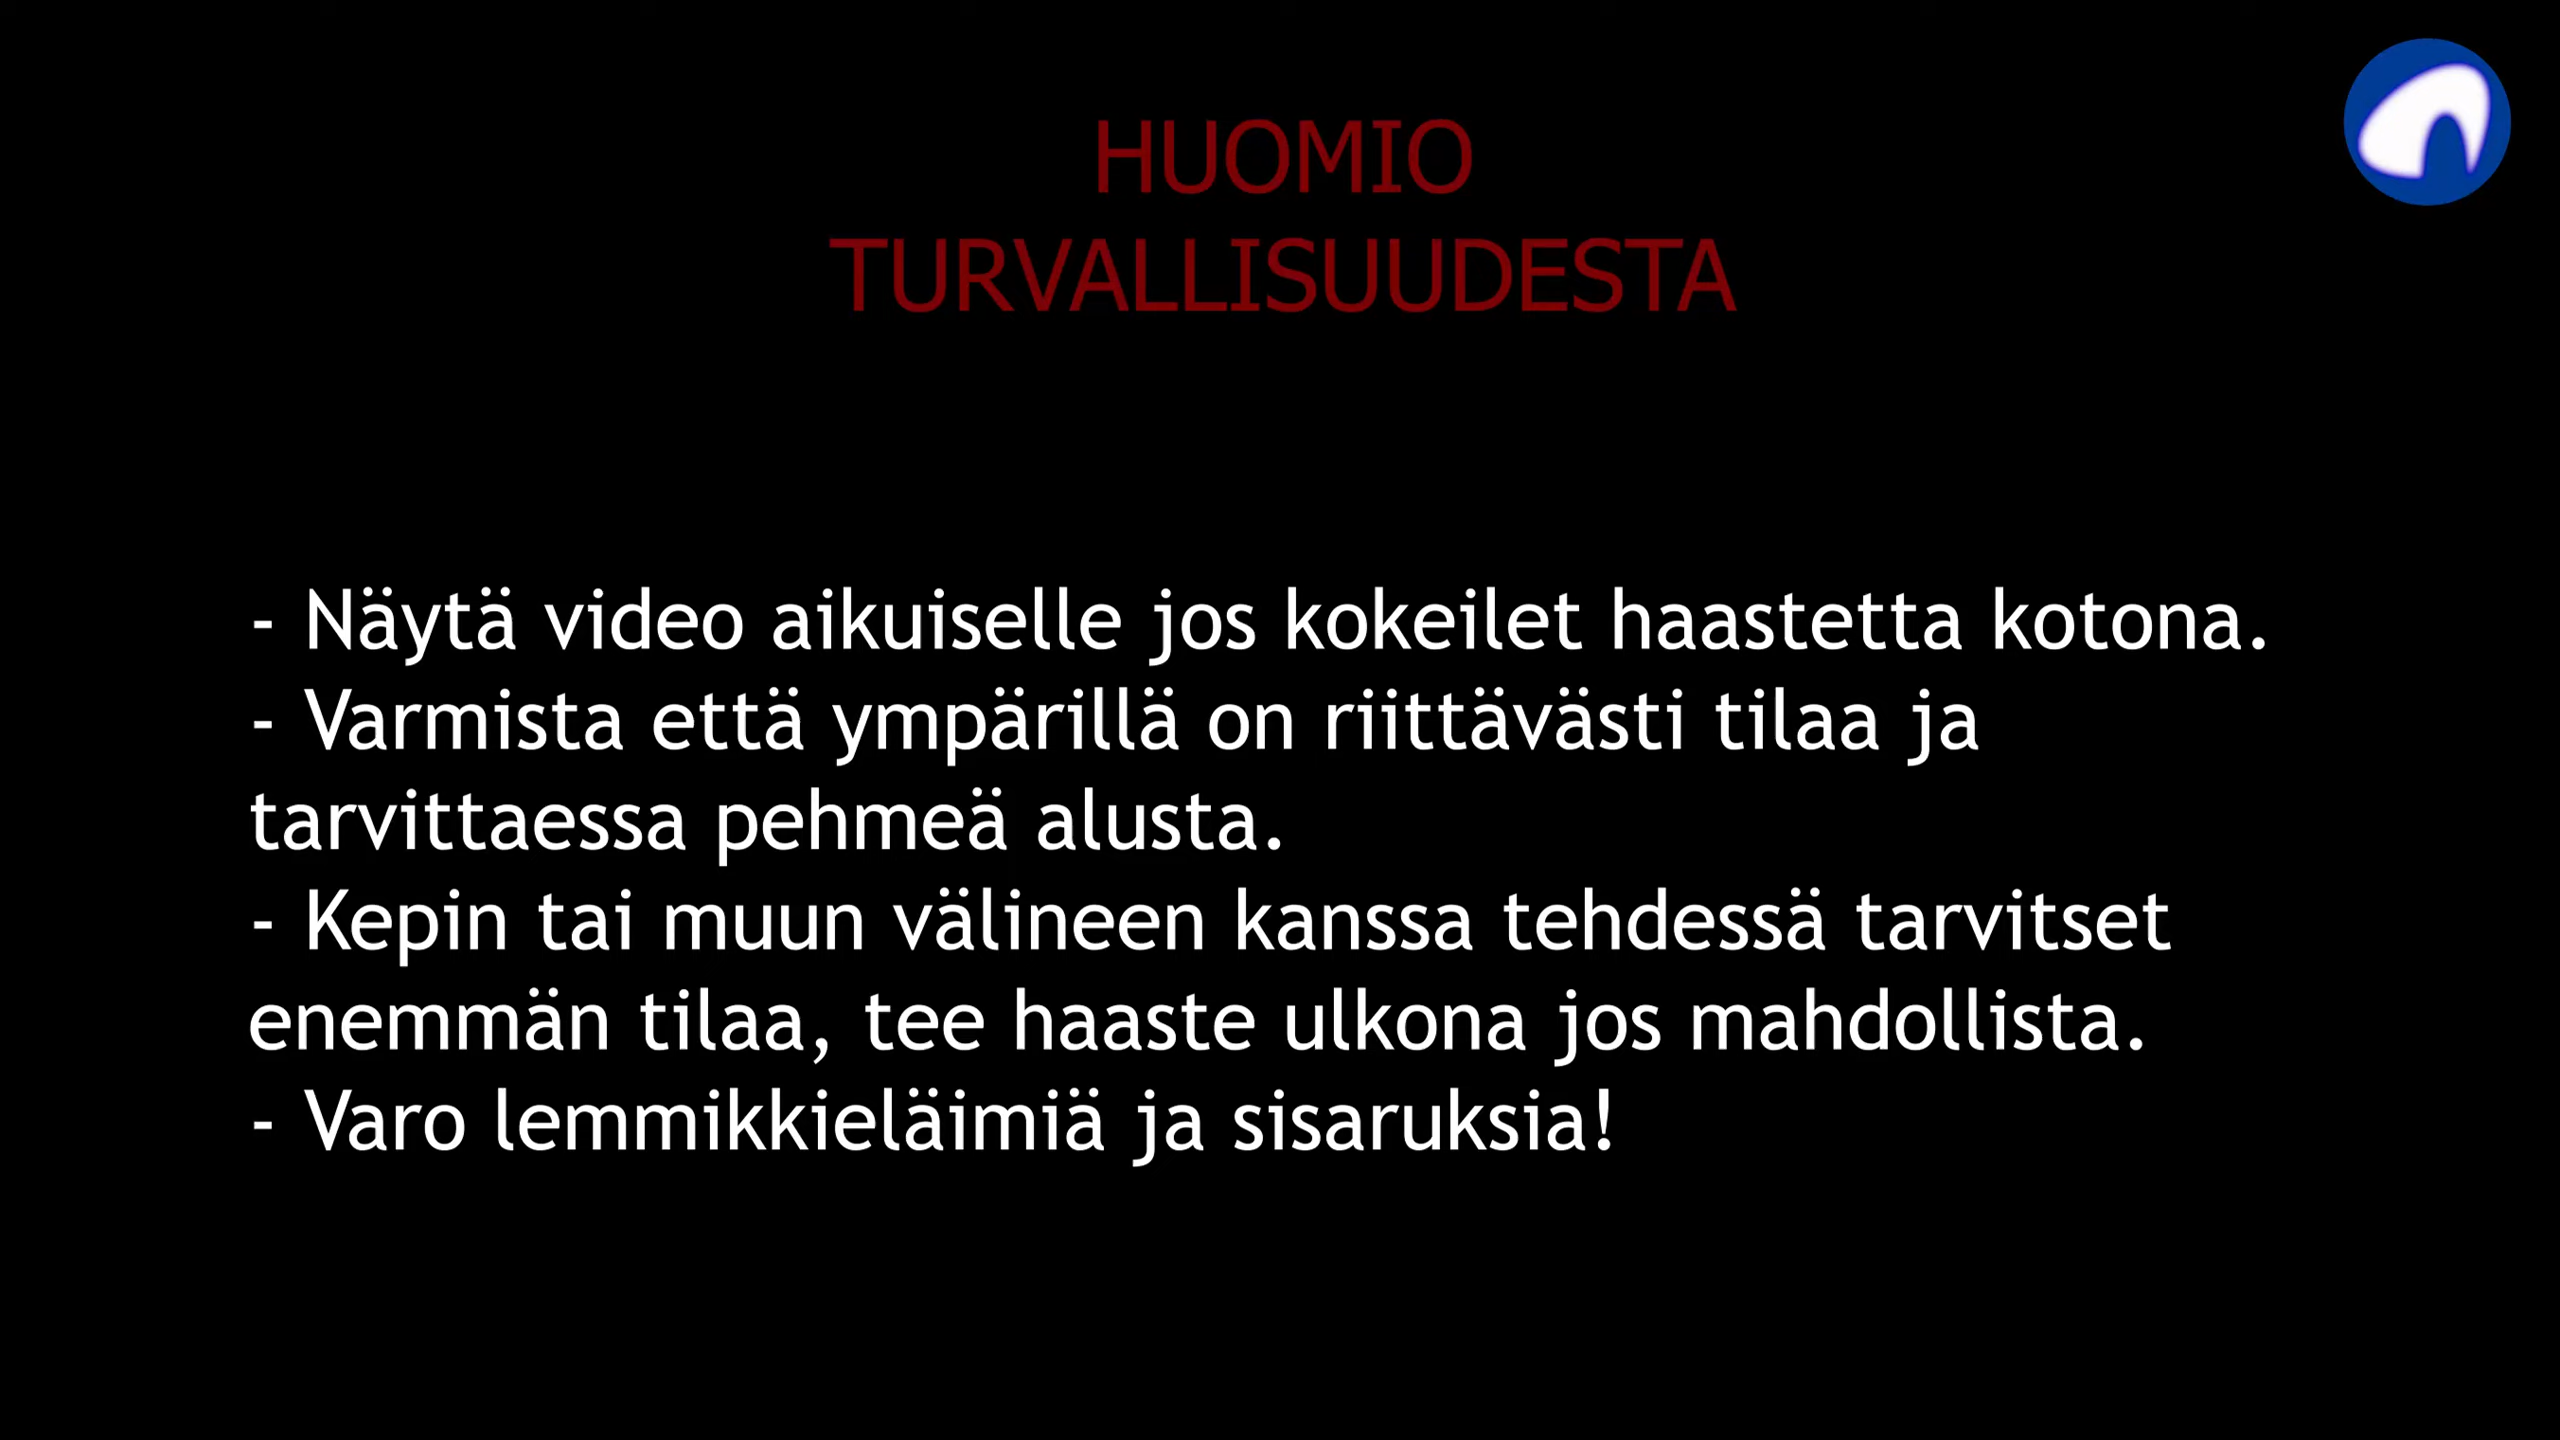 HUOMIO
TURVALLISUUDESTA
- Näytä video aikuiselle jos kokeilet haastetta kotona.
- Varmista että ympärillä on riittävästi tilaa ja
tarvittaessa pehmeä alusta.
- Kepin tai muun välineen kanssa tehdessä tarvitset
enemmän tilaa, tee haaste ulkona jos mahdollista.
- Varo lemmikkieläimiä ja sisaruksia!